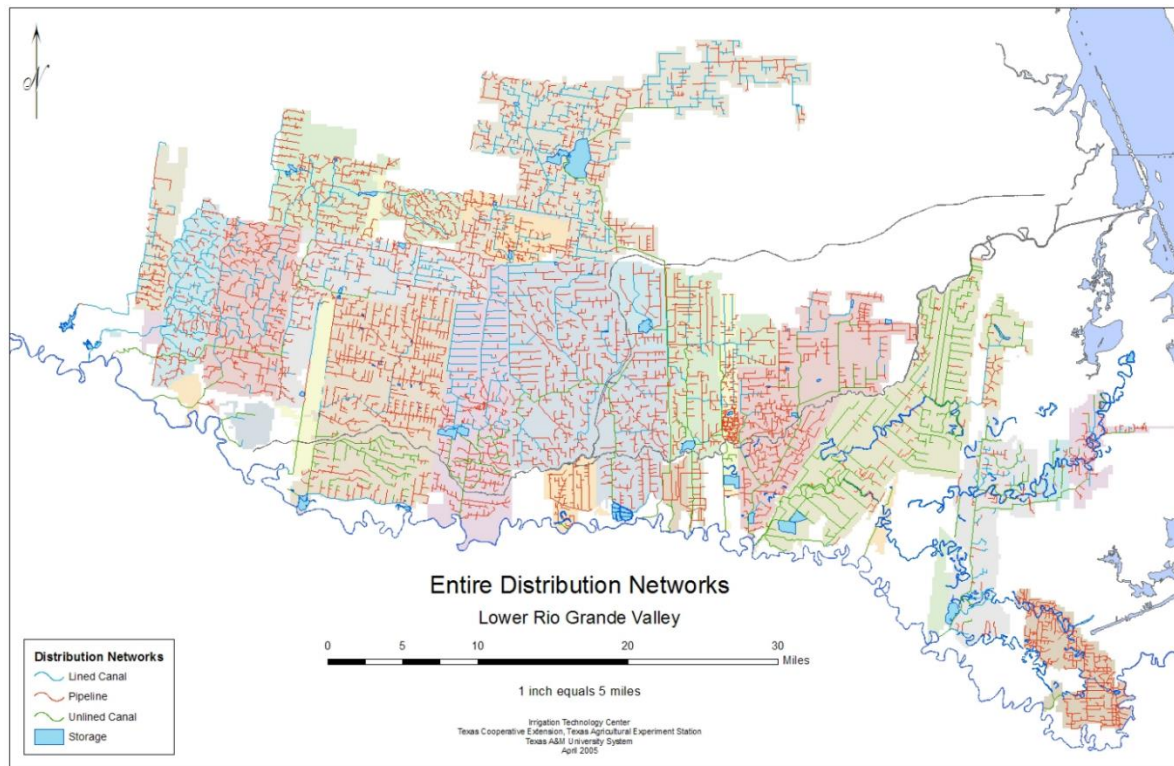 N
Entire Distribution Networks
Lower Rio Grande Valley
0 5 10 20 30
Miles
1 inch equals 5 miles
Irrigation Technology Center
Texas Cooperative Extension, Texas Agricultural Experiment Station
Texas A&M University System
April 2005
Distribution Networks
Lined Canal
Pipeline
Unlined Canal
Storage